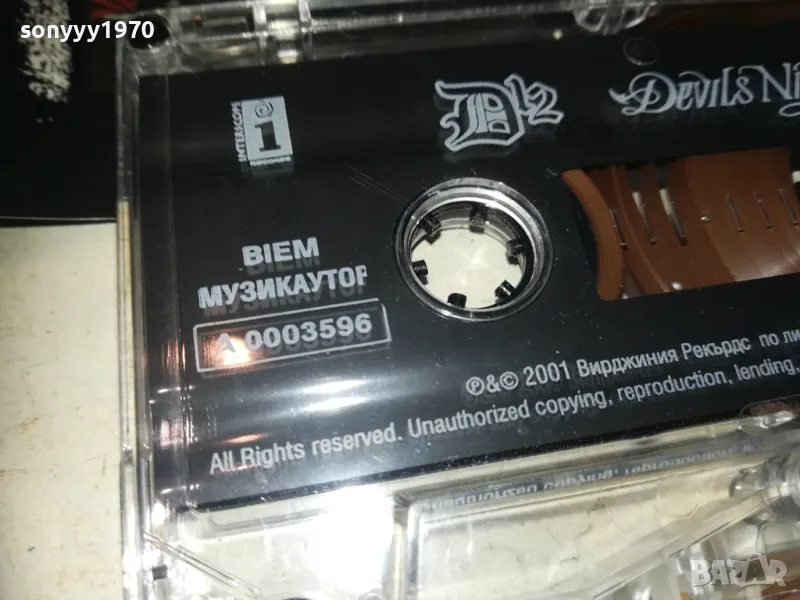 sonyyy1970
INTERSCOPE
i
D12
Devils Ni
BIEM
МУЗИКАУТОР
A 0003596
℗&© 2001 Вирджиния Рекърдс по ли
All Rights reserved. Unauthorized copying, reproduction, lending,
BAZAR